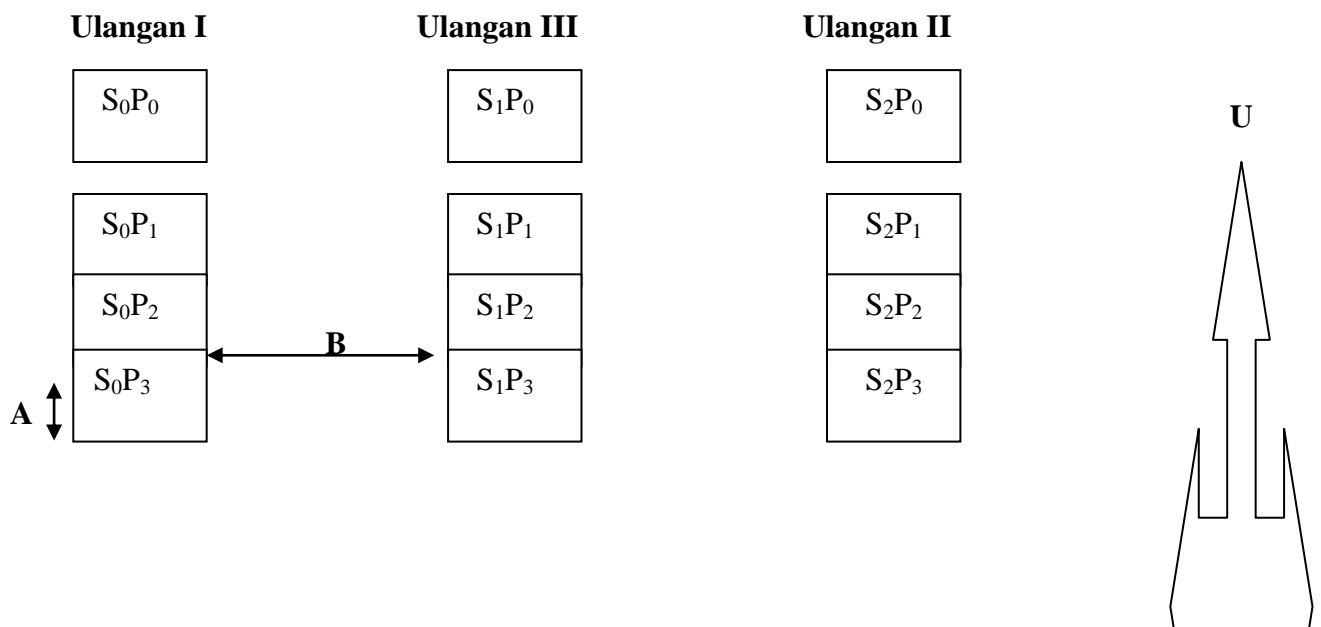 Ulangan I Ulangan III Ulangan II
S₀P₀ S₁P₀ S₂P₀
U
S₀P₁ S₁P₁ S₂P₁
S₀P₂ S₁P₂ S₂P₂
B
S₀P₃ S₁P₃ S₂P₃
A